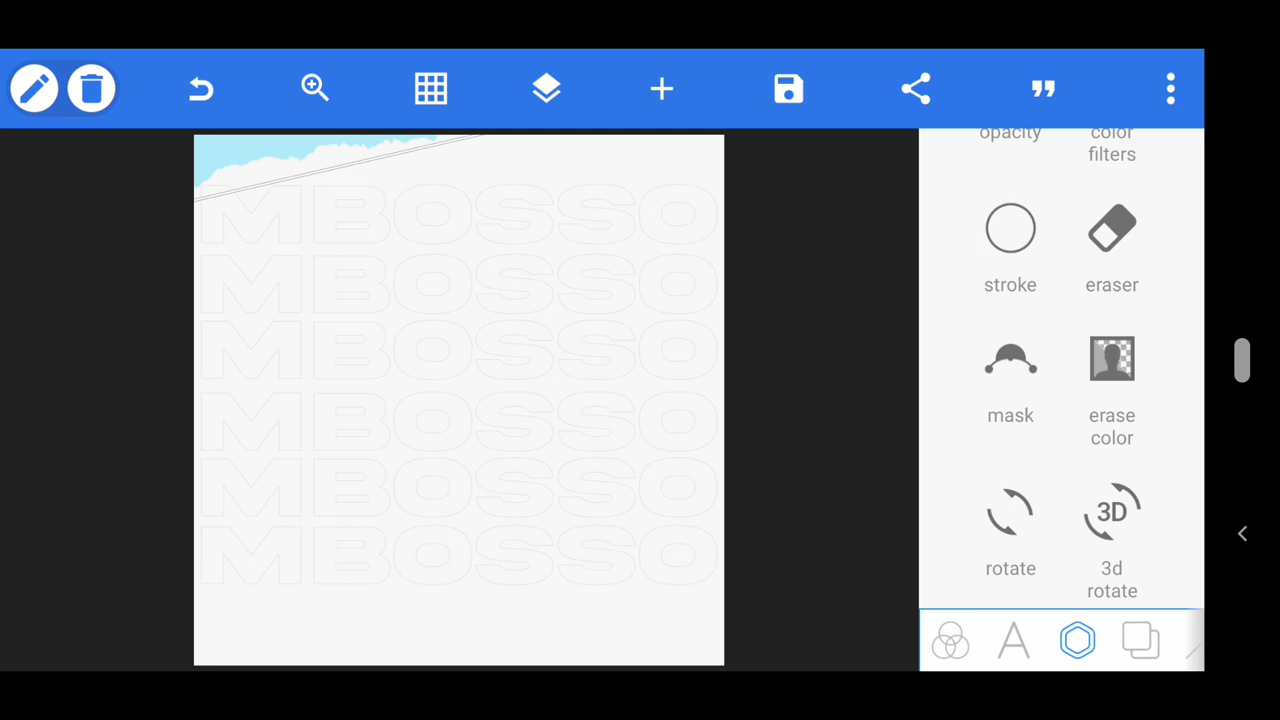 opacity color filters
MBOSSO
MBOSSO
MBOSSO
MBOSSO
MBOSSO
MBOSSO
stroke eraser
mask erase color
rotate 3D
3d rotate